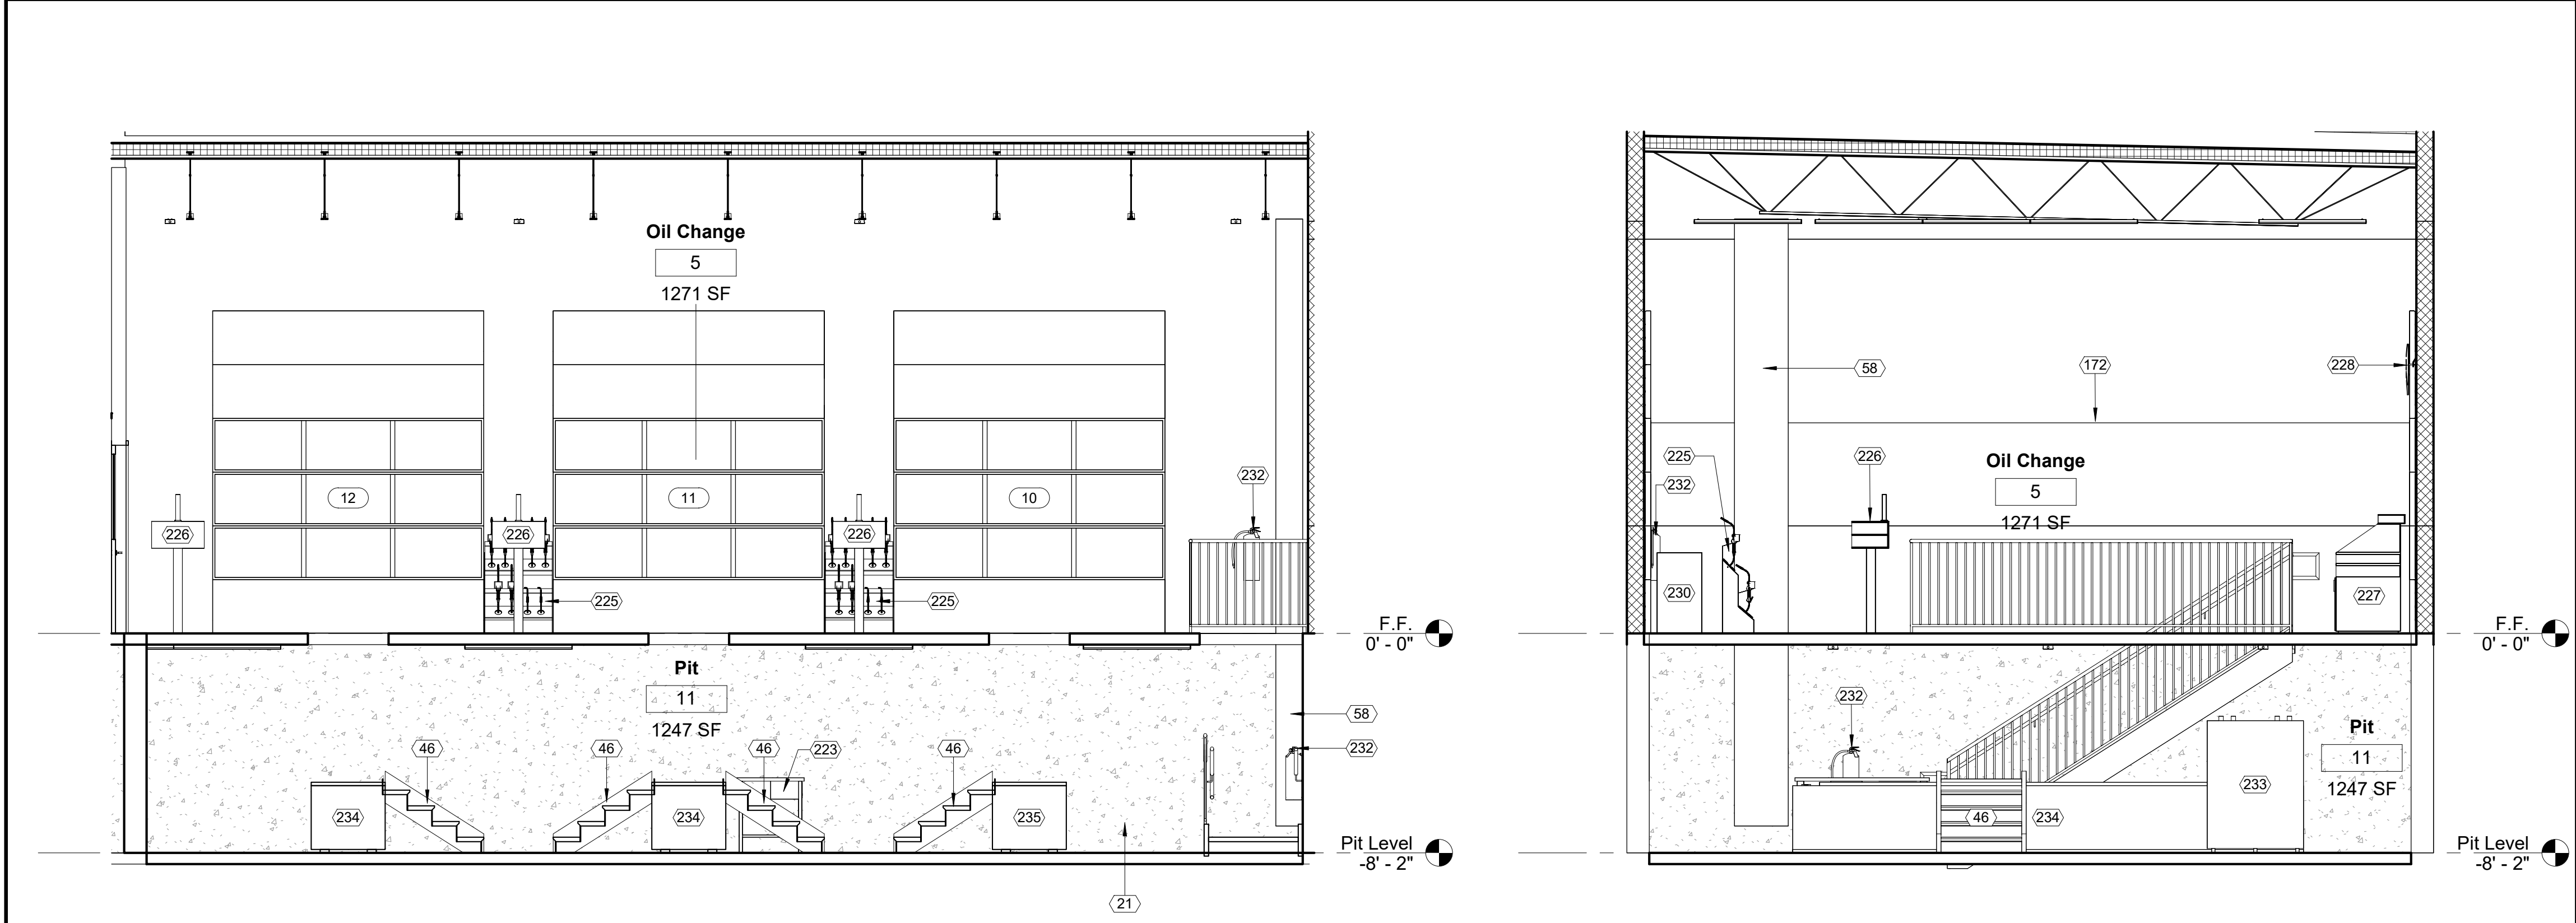 Oil Change
5
1271 SF
12
11
10
226
226
226
232
225
225
F.F.
0' - 0"
Pit
11
1247 SF
58
232
46
46
46
223
46
234
234
235
Pit Level
-8' - 2"
21
58
172
228
225
226
232
Oil Change
5
1271 SF
230
227
F.F.
0' - 0"
232
Pit
11
1247 SF
233
46
234
Pit Level
-8' - 2"